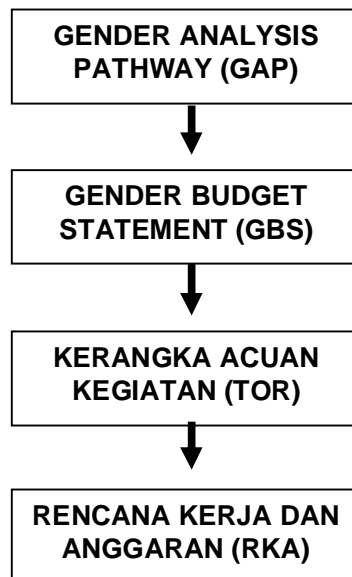 GENDER ANALYSIS
PATHWAY (GAP)
GENDER BUDGET
STATEMENT (GBS)
KERANGKA ACUAN
KEGIATAN (TOR)
RENCANA KERJA DAN
ANGGARAN (RKA)